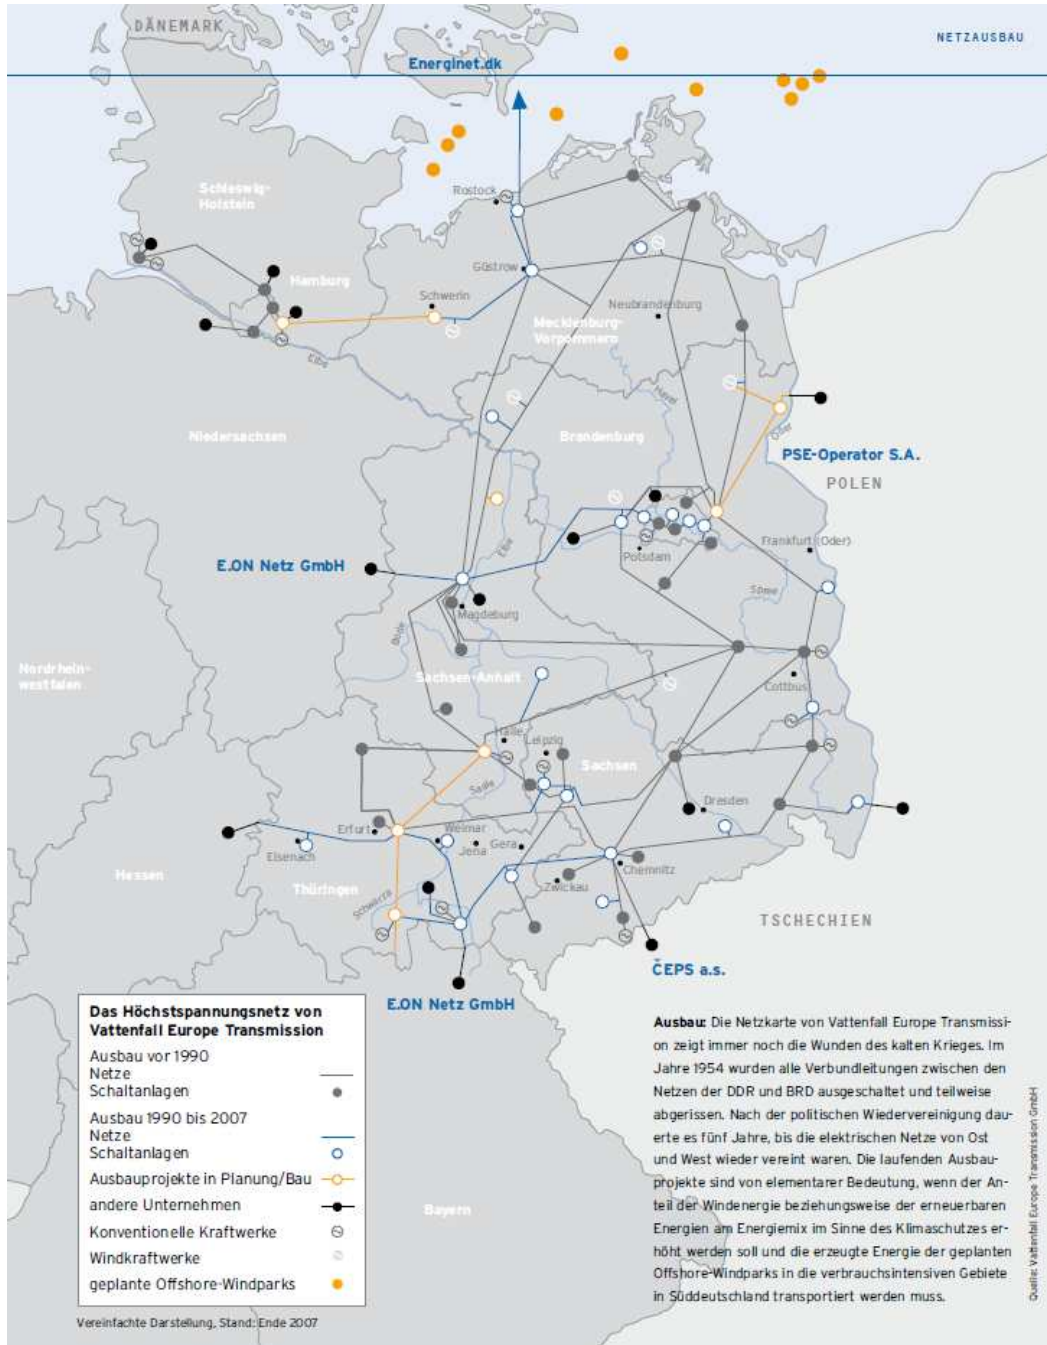 DÄNEMARK
NETZAUSBAU
Energinet.dk
Schleswig-
Holstein
Rostock
Güstrow
Hamburg
Schwerin
Neubrandenburg
Mecklenburg-
Vorpommern
Elbe
Havel
Niedersachsen
Brandenburg
Oder
PSE-Operator S.A.
POLEN
Frankfurt (Oder)
Elbe
Potsdam
E.ON Netz GmbH
Spree
Magdeburg
Bode
Nordrhein-
westfalen
Sachsen-Anhalt
Cottbus
Halle
Leipzig
Sachsen
Saale
Dresden
Erfurt
Weimar
Eisenach
Jena
Gera
Hessen
Thüringen
Chemnitz
Zwickau
Schwarza
TSCHECHIEN
ČEPS a.s.
E.ON Netz GmbH
Das Höchstspannungsnetz von
Vattenfall Europe Transmission
Ausbau vor 1990
Netze
Schaltanlagen
Ausbau 1990 bis 2007
Netze
Schaltanlagen
Ausbauprojekte in Planung/Bau
andere Unternehmen
Konventionelle Kraftwerke
Windkraftwerke
geplante Offshore-Windparks
Vereinfachte Darstellung, Stand: Ende 2007
Bayern
Ausbau: Die Netzkarte von Vattenfall Europe Transmissi-
on zeigt immer noch die Wunden des kalten Krieges. Im
Jahre 1954 wurden alle Verbundleitungen zwischen den
Netzen der DDR und BRD ausgeschaltet und teilweise
abgerissen. Nach der politischen Wiedervereinigung dau-
erte es fünf Jahre, bis die elektrischen Netze von Ost
und West wieder vereint waren. Die laufenden Ausbau-
projekte sind von elementarer Bedeutung, wenn der An-
teil der Windenergie beziehungsweise der erneuerbaren
Energien am Energiemix im Sinne des Klimaschutzes er-
höht werden soll und die erzeugte Energie der geplanten
Offshore-Windparks in die verbrauchsintensiven Gebiete
in Süddeutschland transportiert werden muss.
Quelle: Vattenfall Europe Transmission GmbH